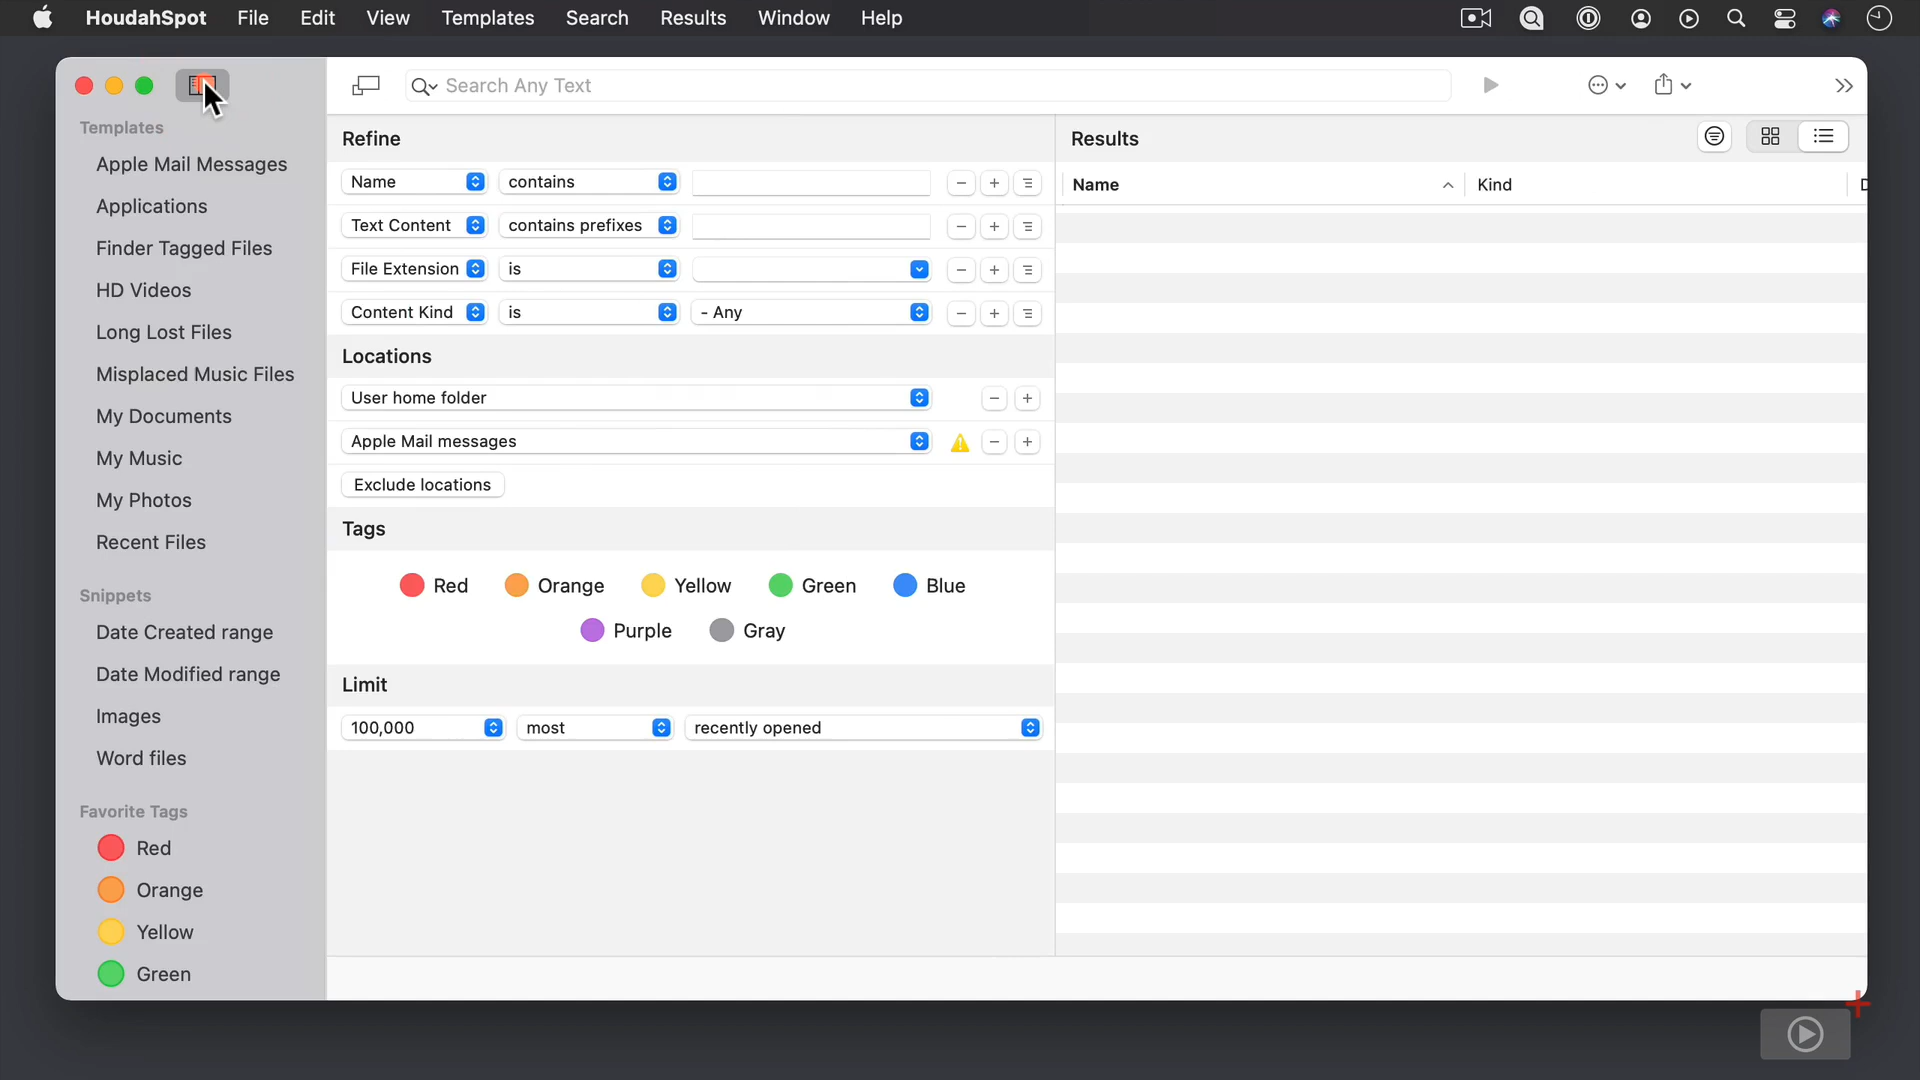 HoudahSpot File Edit View Templates Search Results Window Help
Search Any Text
Templates
Apple Mail Messages
Applications
Finder Tagged Files
HD Videos
Long Lost Files
Misplaced Music Files
My Documents
My Music
My Photos
Recent Files
Snippets
Date Created range
Date Modified range
Images
Word files
Favorite Tags
Red
Orange
Yellow
Green
Refine
Name contains
Text Content contains prefixes
File Extension is
Content Kind is - Any
Locations
User home folder
Apple Mail messages
Exclude locations
Tags
Red Orange Yellow Green Blue
Purple Gray
Limit
100,000 most recently opened
Results
Name Kind